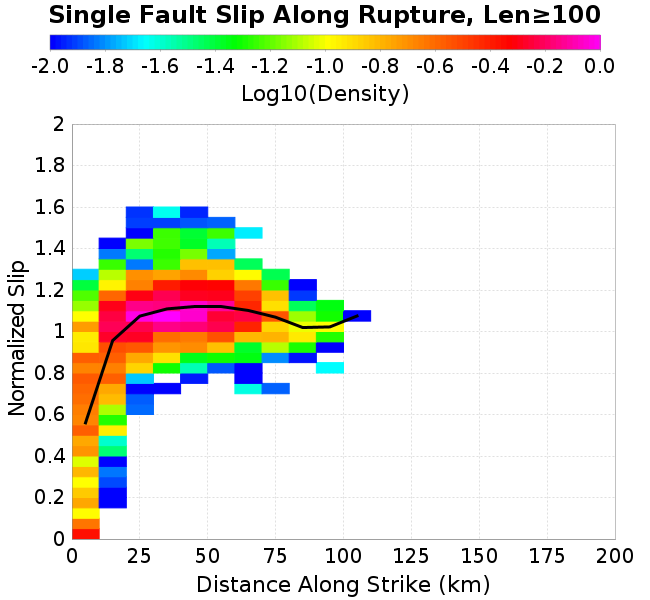 Single Fault Slip Along Rupture, Len≥100
-2.0 -1.8 -1.6 -1.4 -1.2 -1.0 -0.8 -0.6 -0.4 -0.2 0.0
Log10(Density)
2
1.8
1.6
1.4
1.2
1
0.8
0.6
0.4
0.2
0
Normalized Slip
0 25 50 75 100 125 150 175 200
Distance Along Strike (km)